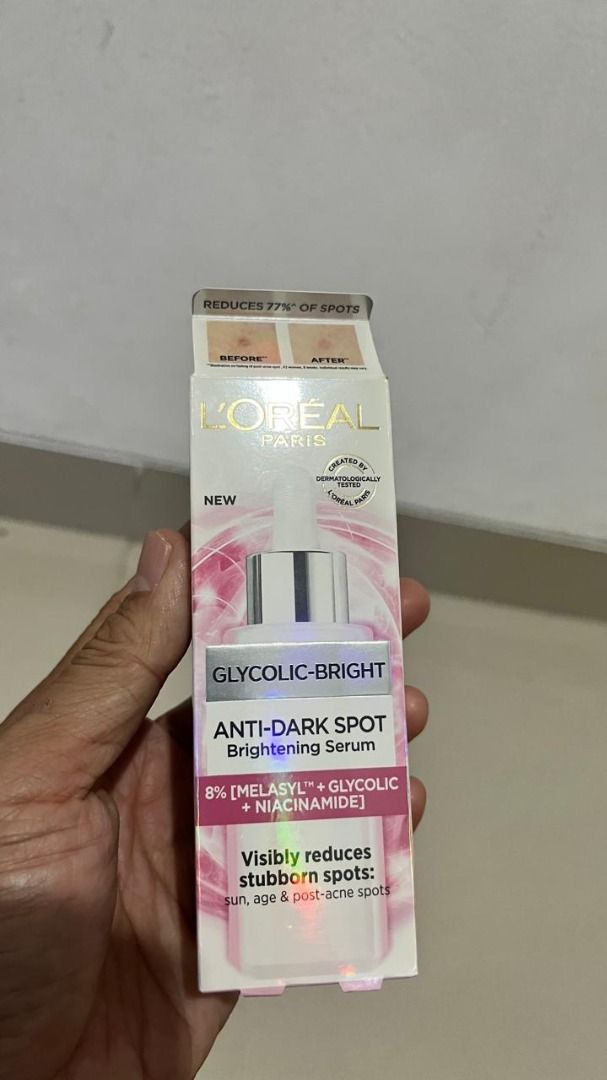 REDUCES 77%^ OF SPOTS
BEFORE**
AFTER**
L'ORÉAL
PARIS
CREATED BY
DERMATOLOGICALLY
TESTED
L'ORÉAL PARIS
NEW
GLYCOLIC-BRIGHT
ANTI-DARK SPOT
Brightening Serum
8% [MELASYL™ + GLYCOLIC
+ NIACINAMIDE]
Visibly reduces
stubborn spots:
sun, age & post-acne spots